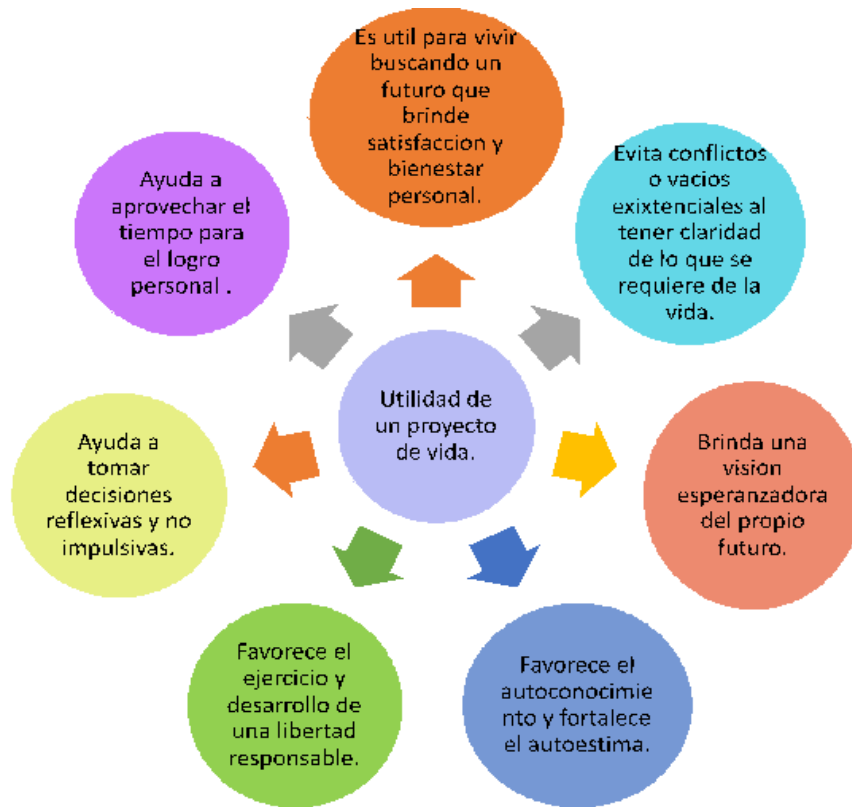 Es util para vivir
buscando un
futuro que
brinde
satisfaccion y
bienestar
personal.
Evita conflictos
o vacios
exixtenciales al
tener claridad
de lo que se
requiere de la
vida.
Brinda una
vision
esperanzadora
del propio
futuro.
Favorece el
autoconocimie
nto y fortalece
el autoestima.
Favorece el
ejercicio y
desarrollo de
una libertad
responsable.
Ayuda a
tomar
decisiones
reflexivas y no
impulsivas.
Ayuda a
aprovechar el
tiempo para
el logro
personal .
Utilidad de
un proyecto
de vida.